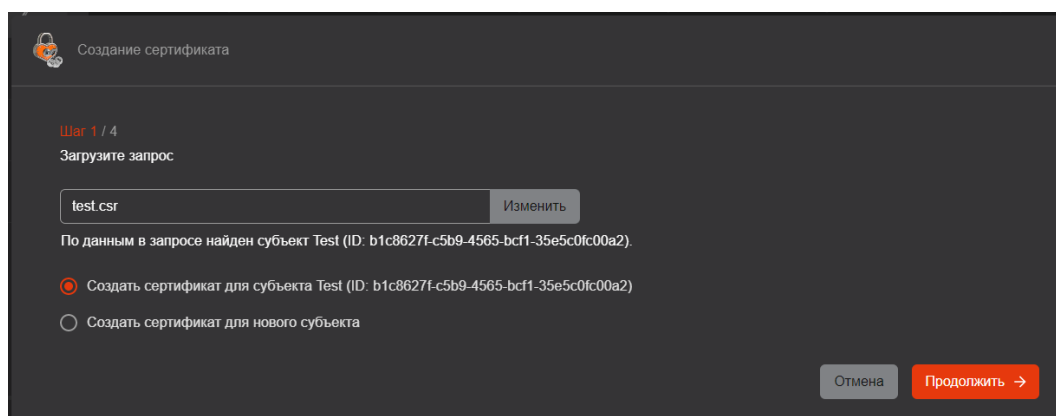 Создание сертификата
Шаг 1 / 4
Загрузите запрос
test.csr
Изменить
По данным в запросе найден субъект Test (ID: b1c8627f-c5b9-4565-bcf1-35e5c0fc00a2).
Создать сертификат для субъекта Test (ID: b1c8627f-c5b9-4565-bcf1-35e5c0fc00a2)
Создать сертификат для нового субъекта
Отмена
Продолжить →